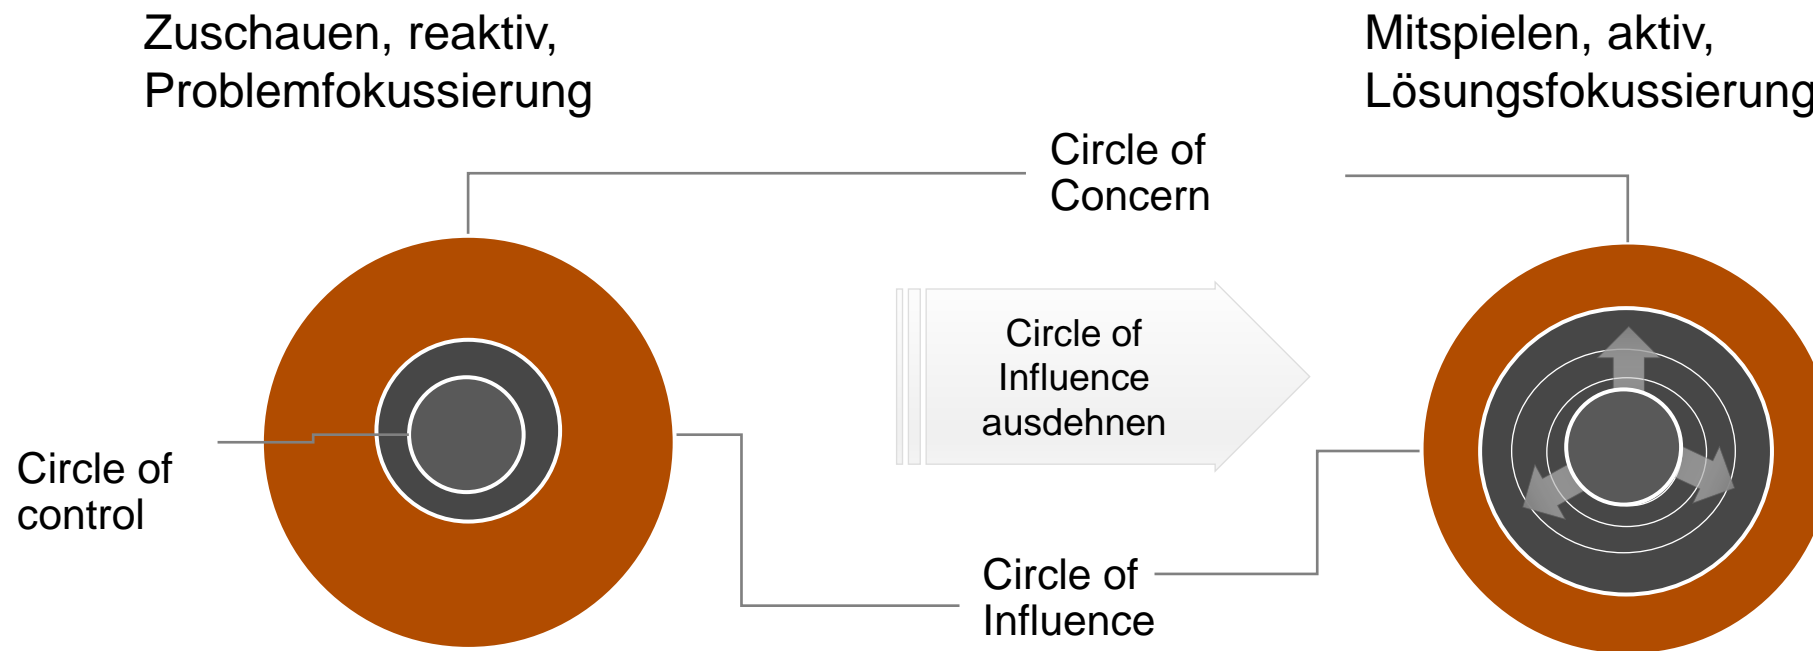 Zuschauen, reaktiv,
Problemfokussierung
Mitspielen, aktiv,
Lösungsfokussierung
Circle of
Concern
Circle of
Influence
ausdehnen
Circle of
control
Circle of
Influence